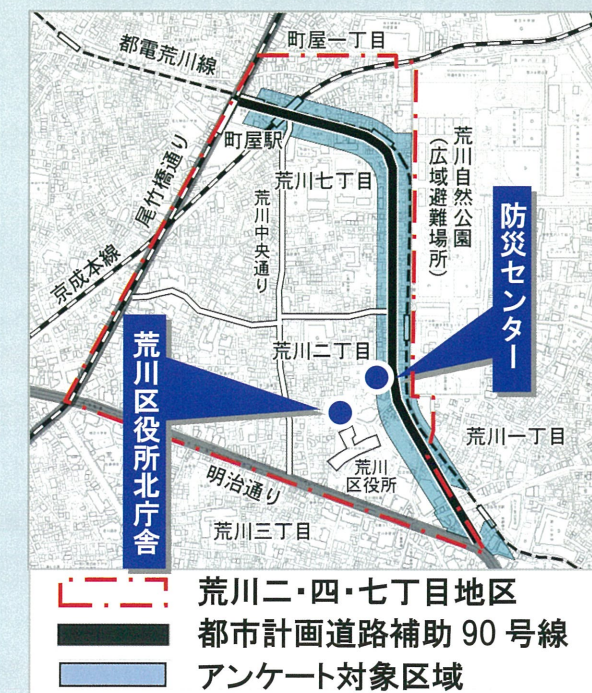 都電荒川線
町屋一丁目
町屋駅
尾竹橋通り
荒川七丁目
荒川自然公園
（広域避難場所）
荒川中央通り
京成本線
防災センター
荒川二丁目
荒川区役所北庁舎
荒川一丁目
荒川
区役所
明治通り
荒川三丁目
荒川二・四・七丁目地区
都市計画道路補助 90 号線
アンケート対象区域